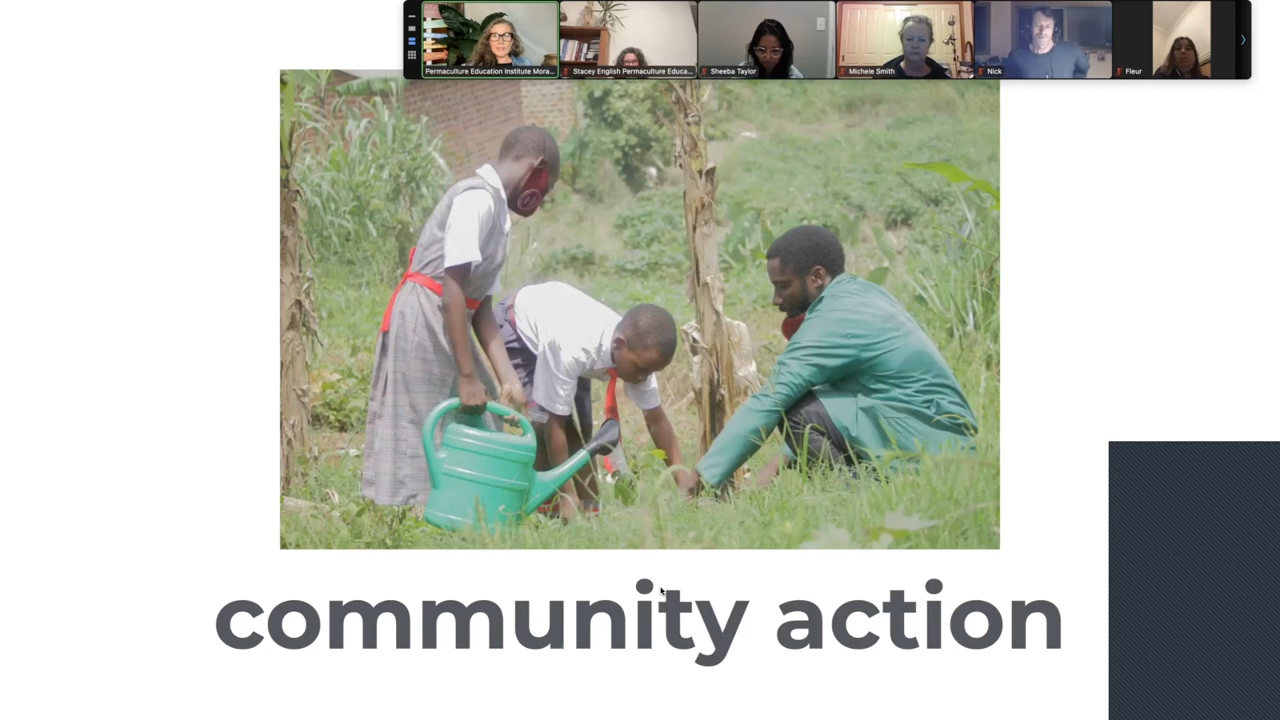 Permaculture Education Institute Mora...
Stacey English Permaculture Educa...
Sheeba Taylor
Michele Smith
Nick
Fleur
community action